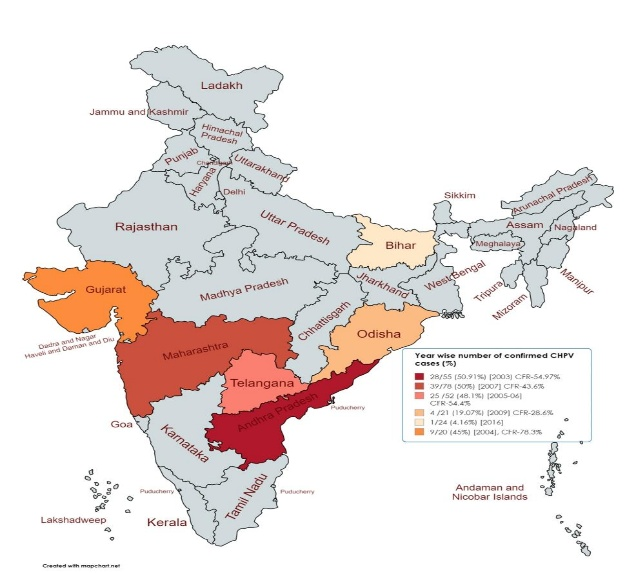 Ladakh
Jammu and Kashmir
Himachal
Pradesh
Punjab
Chandigarh
Uttarakhand
Haryana
Delhi
Sikkim
Arunachal Pradesh
Rajasthan
Uttar Pradesh
Assam
Nagaland
Bihar
Meghalaya
Gujarat
Madhya Pradesh
Jharkhand
West Bengal
Tripura
Mizoram
Manipur
Chhattisgarh
Dadra and Nagar
Haveli and Daman and Diu
Maharashtra
Odisha
Telangana
Year wise number of confirmed CHPV
cases (%)
28/55 (50.91%) [2003] CFR-54.97%
39/78 (50%) [2007] CFR-43.6%
25 /52 (48.1%) [2005-06]
CFR-54.4%
4 /21 (19.07%) [2009] CFR-28.6%
1/24 (4.16%) [2016]
9/20 (45%) [2004], CFR-78.3%
Andhra Pradesh
Puducherry
Goa
Karnataka
Puducherry
Puducherry
Tamil Nadu
Andaman and
Nicobar Islands
Lakshadweep
Kerala
Created with mapchart.net